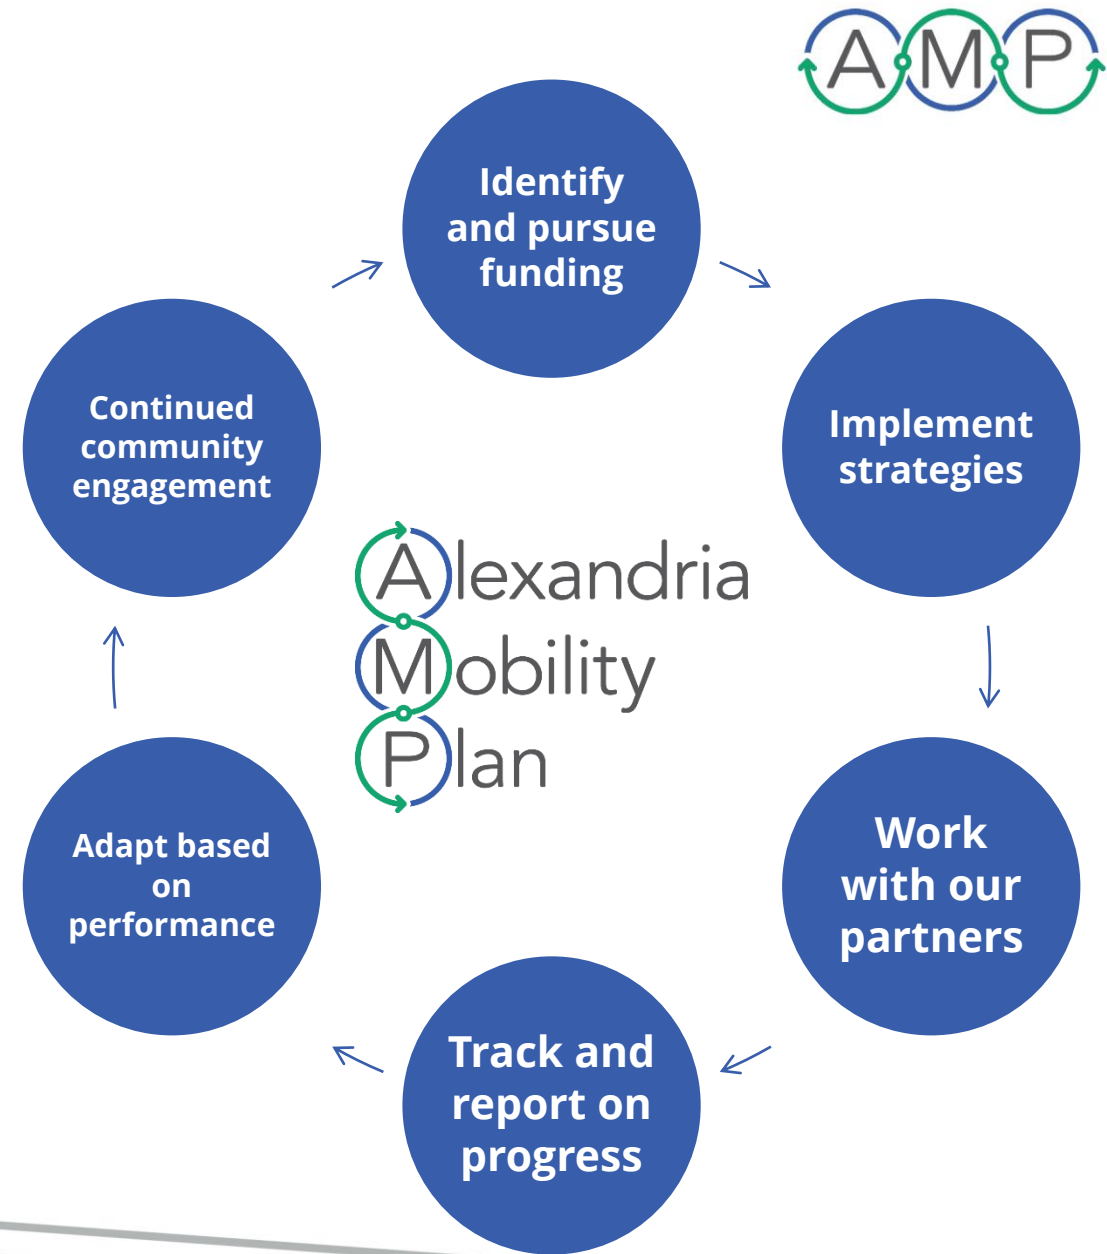 AMP
Identify
and pursue
funding
Implement
strategies
Work
with our
partners
Track and
report on
progress
Adapt based
on
performance
Continued
community
engagement
Alexandria
Mobility
Plan